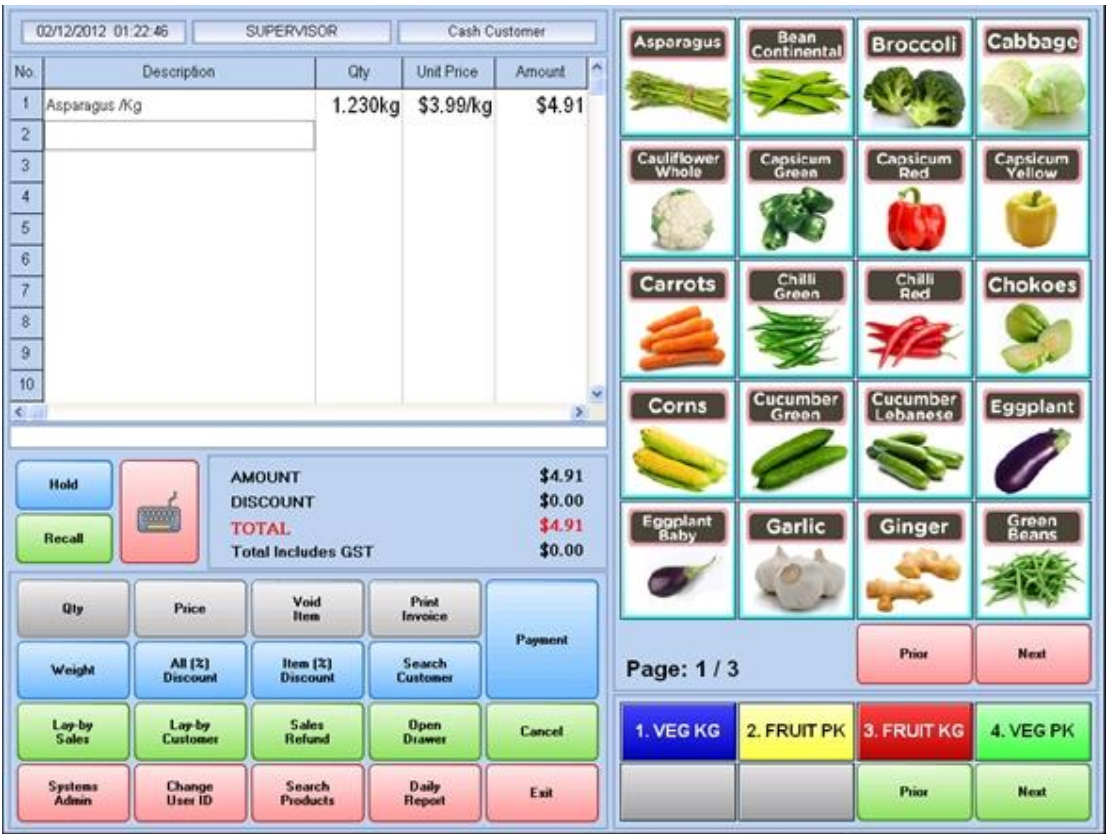 02/12/2012 01:22:46 SUPERVISOR Cash Customer
No. Description Qty Unit Price Amount
1 Asparagus /Kg 1.230kg $3.99/kg $4.91
2
3
4
5
6
7
8
9
10
Hold
Recall
AMOUNT $4.91
DISCOUNT $0.00
TOTAL $4.91
Total Includes GST $0.00
Qty
Price
Void
Item
Print
Invoice
Payment
Weight
All (%)
Discount
Item (%)
Discount
Search
Customer
Lay-by
Sales
Lay-by
Customer
Sales
Refund
Open
Drawer
Cancel
Systems
Admin
Change
User ID
Search
Products
Daily
Report
Exit
Asparagus
Bean
Continental
Broccoli
Cabbage
Cauliflower
Whole
Capsicum
Green
Capsicum
Red
Capsicum
Yellow
Carrots
Chilli
Green
Chilli
Red
Chokoes
Corns
Cucumber
Green
Cucumber
Lebanese
Eggplant
Eggplant
Baby
Garlic
Ginger
Green
Beans
Page: 1 / 3
Prior
Next
1. VEG KG
2. FRUIT PK
3. FRUIT KG
4. VEG PK
Prior
Next